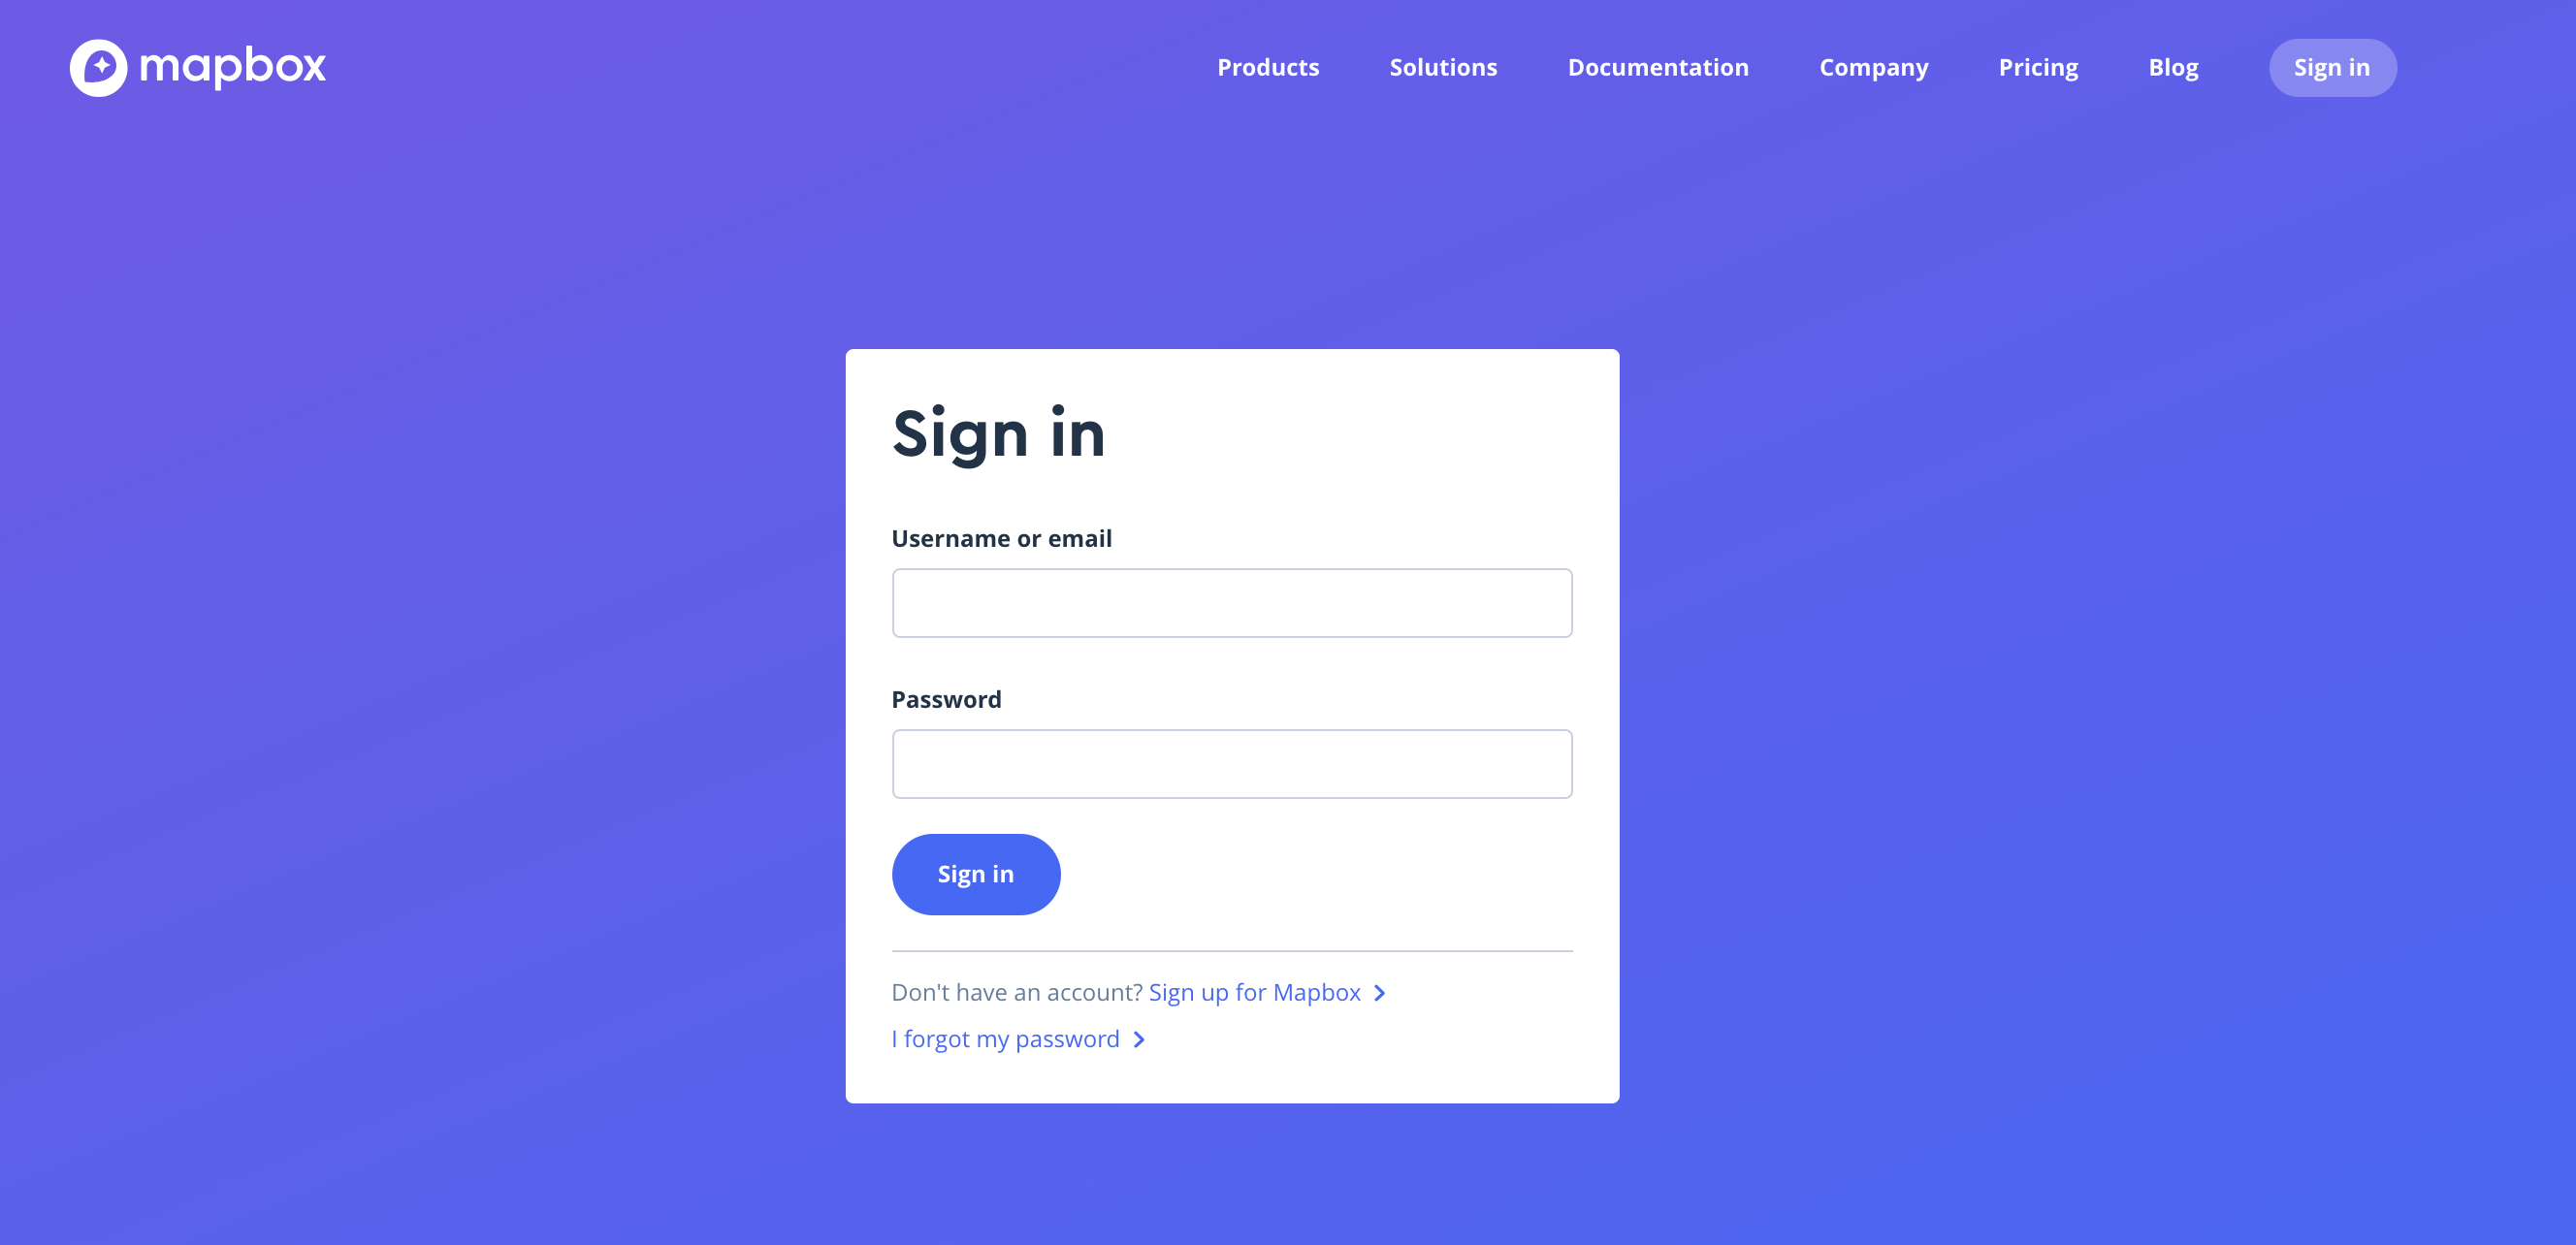 mapbox Products Solutions Documentation Company Pricing Blog Sign in
Sign in
Username or email
Password
Sign in
Don't have an account? Sign up for Mapbox
I forgot my password